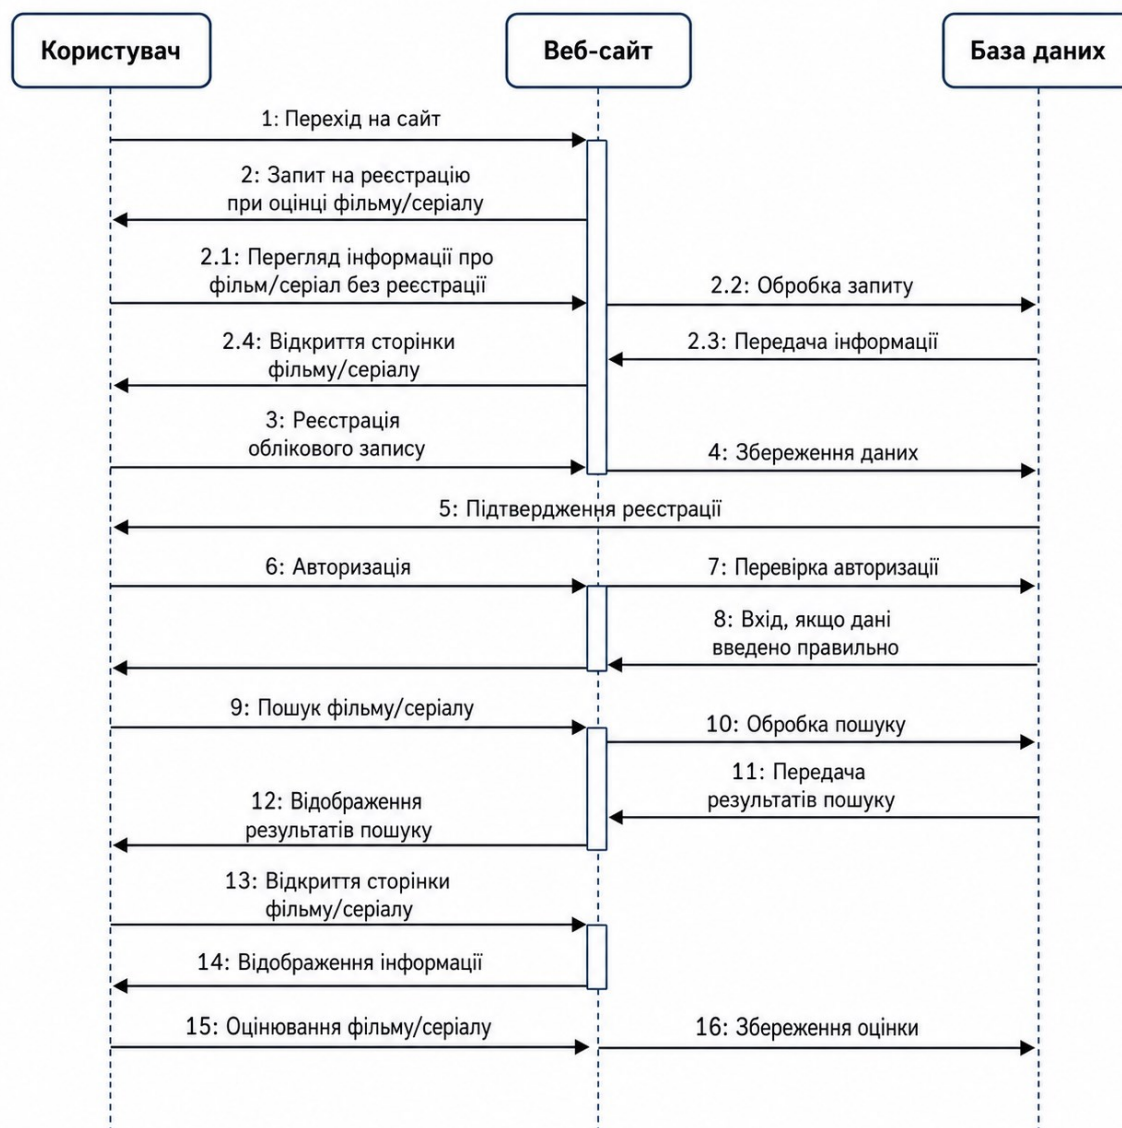 Користувач
Веб-сайт
База даних
1: Перехід на сайт
2: Запит на реєстрацію
при оцінці фільму/серіалу
2.1: Перегляд інформації про
фільм/серіал без реєстрації
2.2: Обробка запиту
2.4: Відкриття сторінки
фільму/серіалу
2.3: Передача інформації
3: Реєстрація
облікового запису
4: Збереження даних
5: Підтвердження реєстрації
6: Авторизація
7: Перевірка авторизації
8: Вхід, якщо дані
введено правильно
9: Пошук фільму/серіалу
10: Обробка пошуку
11: Передача
результатів пошуку
12: Відображення
результатів пошуку
13: Відкриття сторінки
фільму/серіалу
14: Відображення інформації
15: Оцінювання фільму/серіалу
16: Збереження оцінки